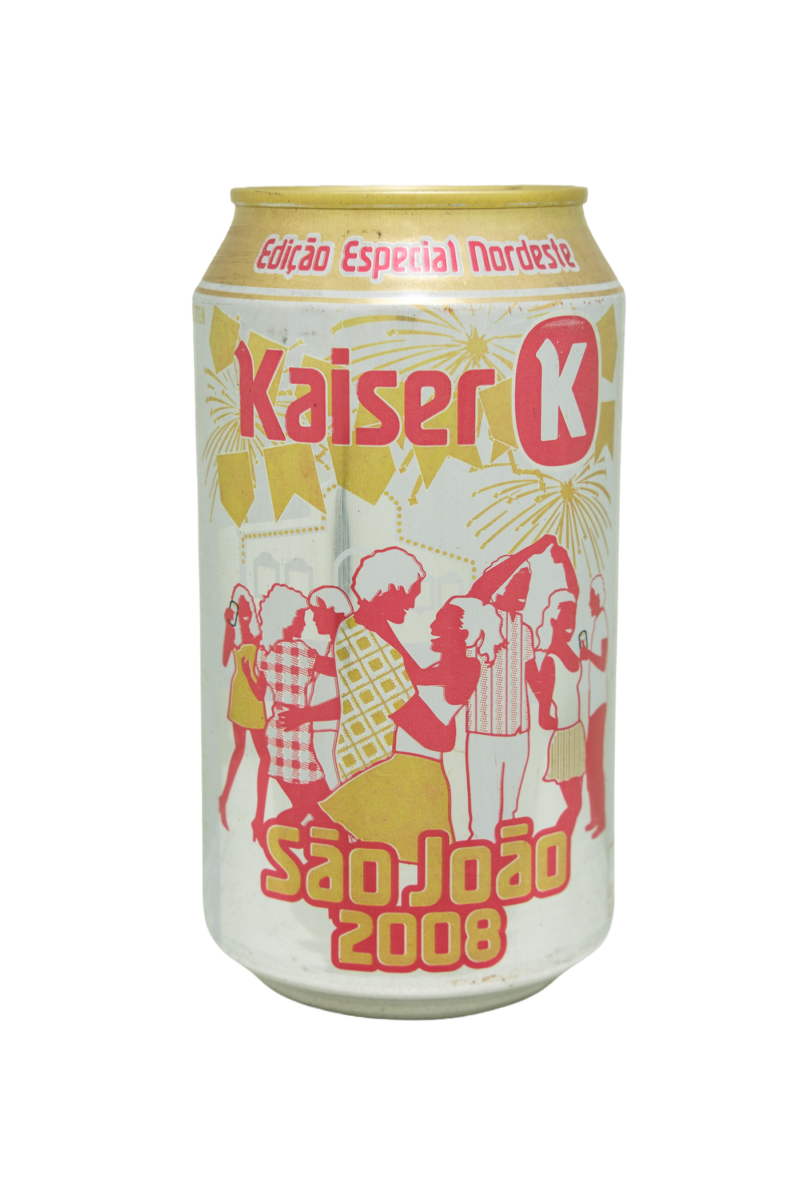 Edição Especial Nordeste
Kaiser K
São João
2008